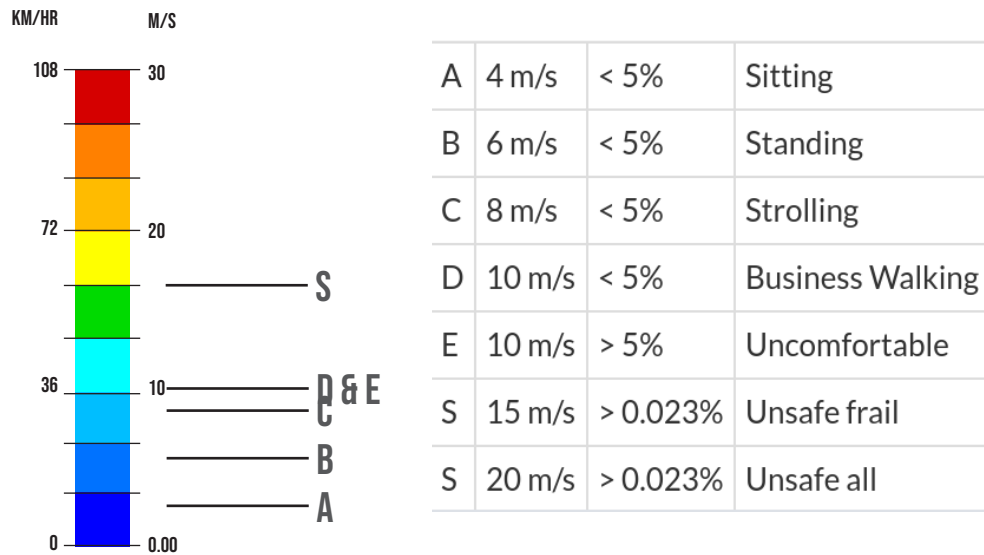 KM/HR M/S
108 30
72 20
S
36 10 D & E
C
B
A
0 0.00
A 4 m/s < 5% Sitting
B 6 m/s < 5% Standing
C 8 m/s < 5% Strolling
D 10 m/s < 5% Business Walking
E 10 m/s > 5% Uncomfortable
S 15 m/s > 0.023% Unsafe frail
S 20 m/s > 0.023% Unsafe all